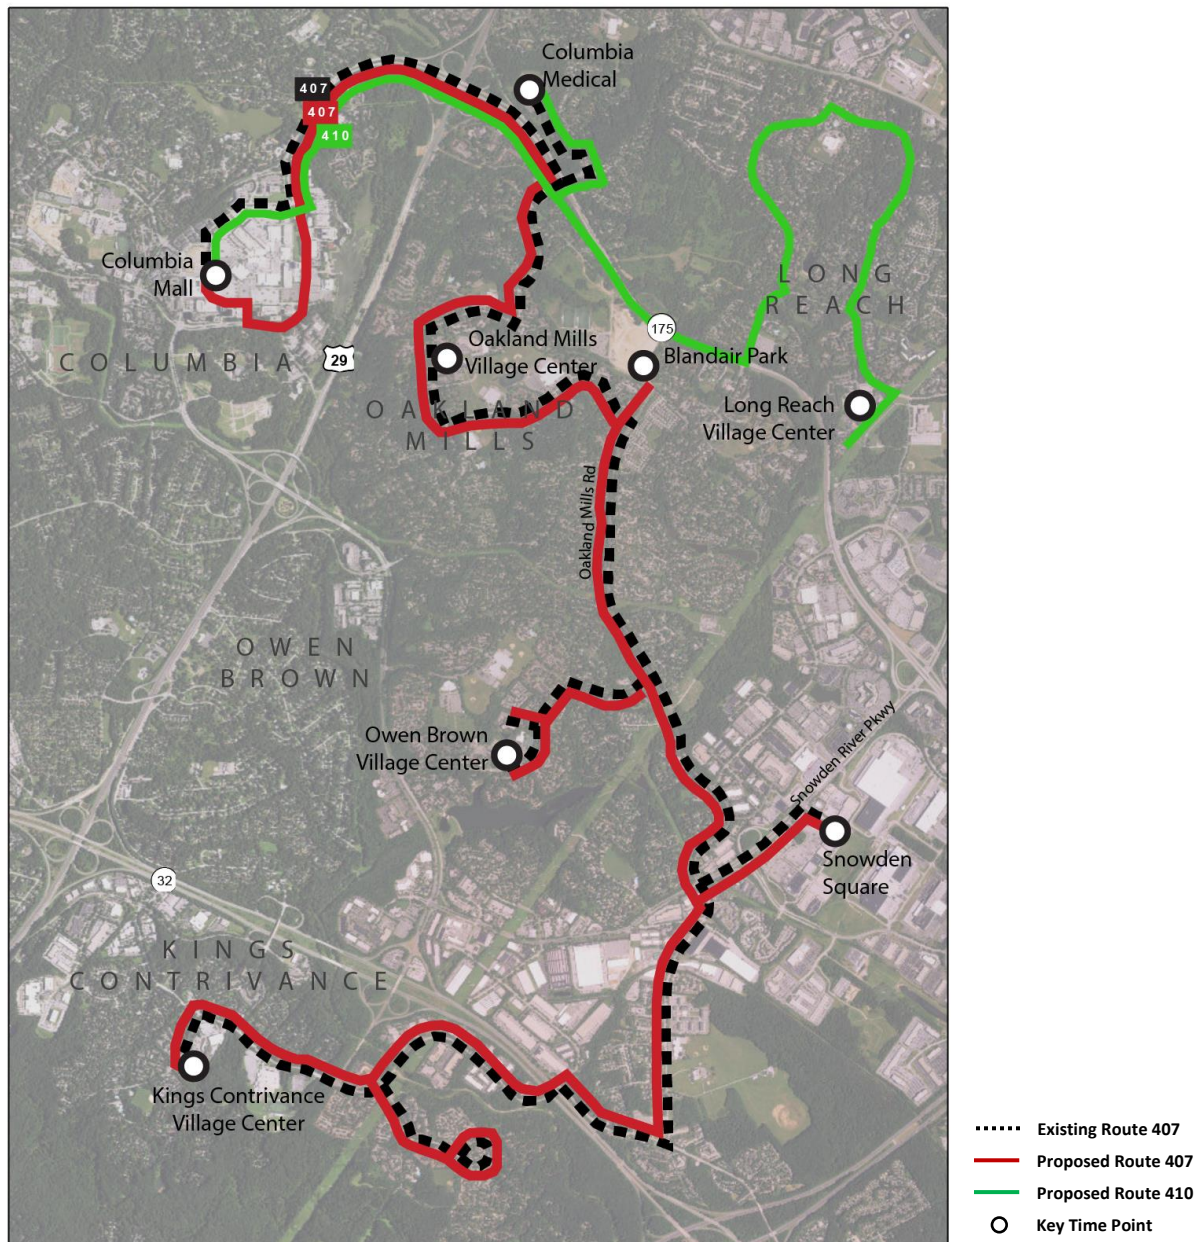 Columbia
Medical
407
407
410
Columbia
Mall
LONG
REACH
175
COLUMBIA
29
Oakland Mills
Village Center
Blandair Park
OAKLAND
MILLS
Long Reach
Village Center
Oakland Mills Rd
OWEN
BROWN
Owen Brown
Village Center
Snowden River Pkwy
Snowden
Square
32
KINGS
CONTRIVANCE
Kings Contrivance
Village Center
Existing Route 407
Proposed Route 407
Proposed Route 410
Key Time Point